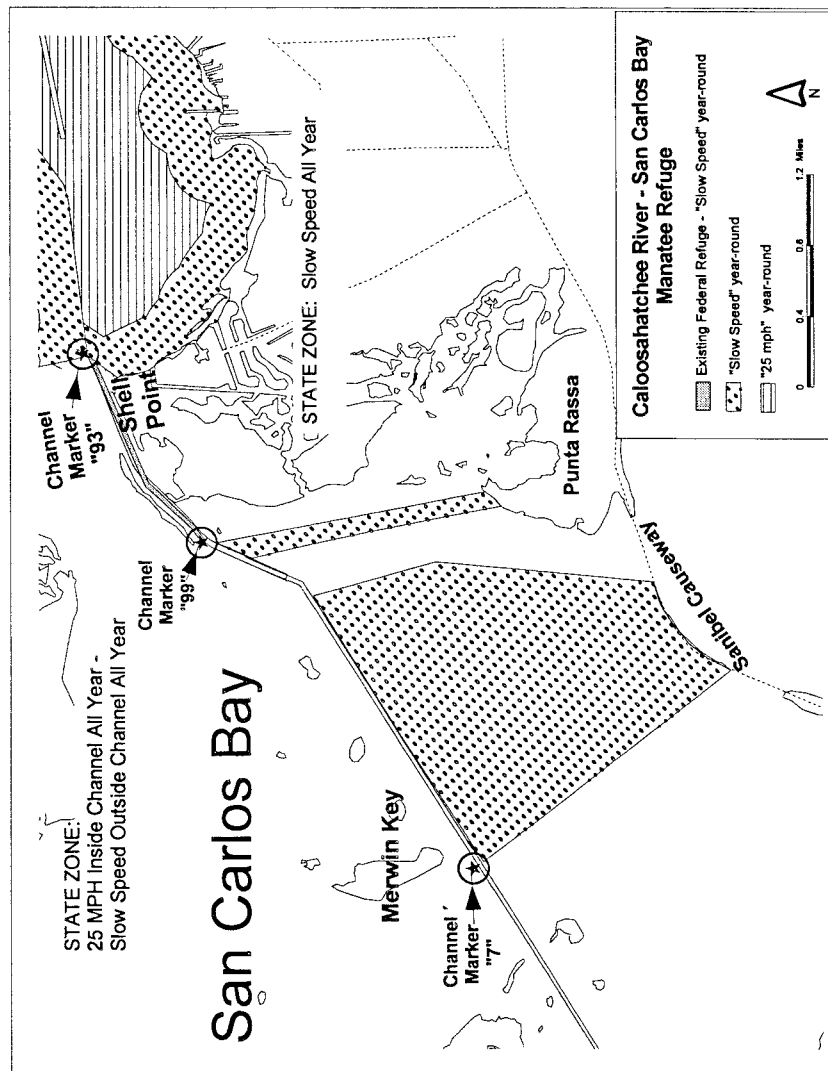 STATE ZONE:
25 MPH Inside Channel All Year -
Slow Speed Outside Channel All Year
San Carlos Bay
Channel
Marker
"93"
Shell
Point
Channel
Marker
"99"
STATE ZONE: Slow Speed All Year
Merwin Key
Channel
Marker
"7"
Punta Rassa
Sanibel Causeway
Caloosahatchee River - San Carlos Bay
Manatee Refuge
Existing Federal Refuge - "Slow Speed" year-round
"Slow Speed" year-round
"25 mph" year-round
0 0.4 0.8 1.2 Miles
N